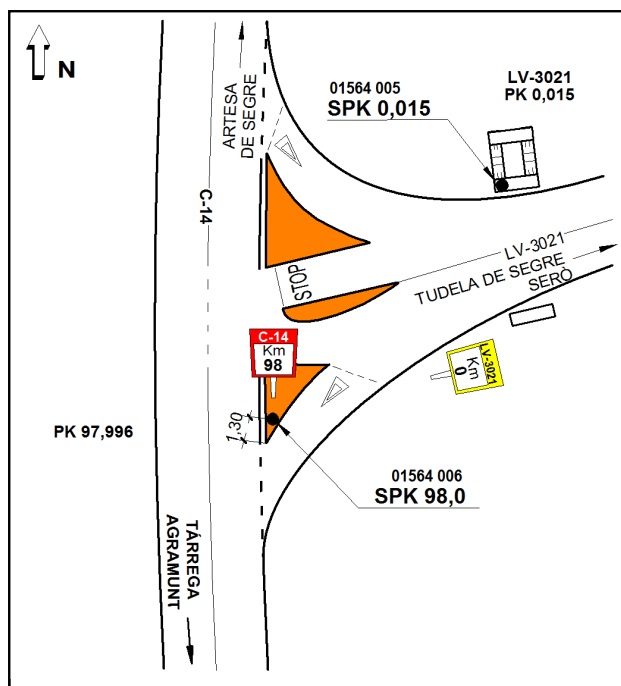 N
ARTESA
DE SEGRE
C-14
01564 005
SPK 0,015
LV-3021
PK 0,015
LV-3021
TUDELA DE SEGRE
SERÒ
STOP
C-14
Km
98
LV-3021
Km
0
1,30
PK 97,996
01564 006
SPK 98,0
TÁRREGA
AGRAMUNT